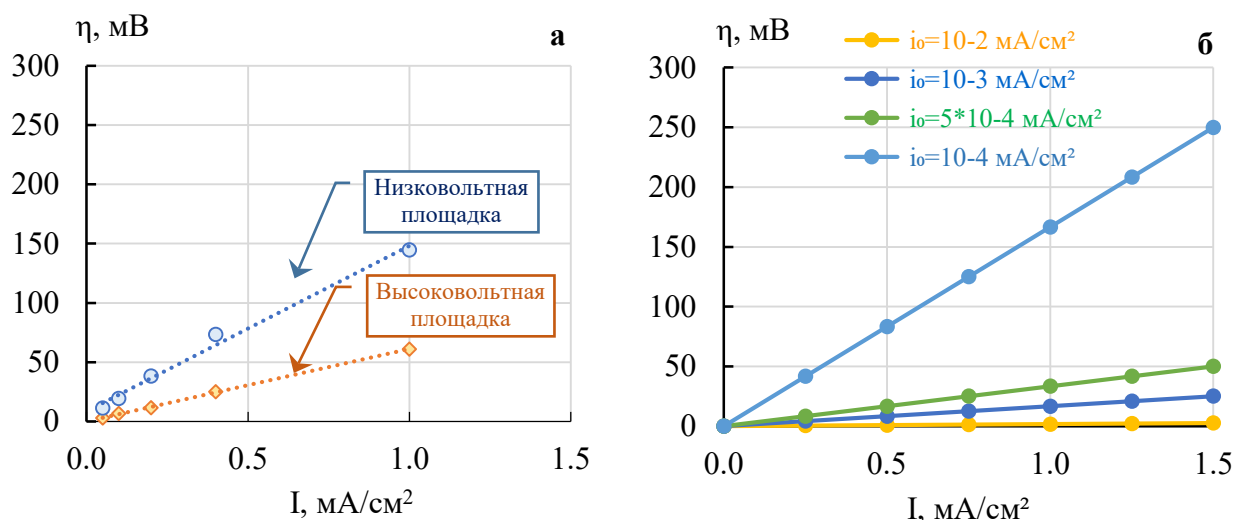 η, мВ
а
300
250
200
150
100
50
0
0.0
0.5
1.0
1.5
I, мА/см²
Низковольтная
площадка
Высоковольтная
площадка
η, мВ
б
i₀=10-2 мА/см²
i₀=10-3 мА/см²
i₀=5*10-4 мА/см²
i₀=10-4 мА/см²
300
250
200
150
100
50
0
0.0
0.5
1.0
1.5
I, мА/см²